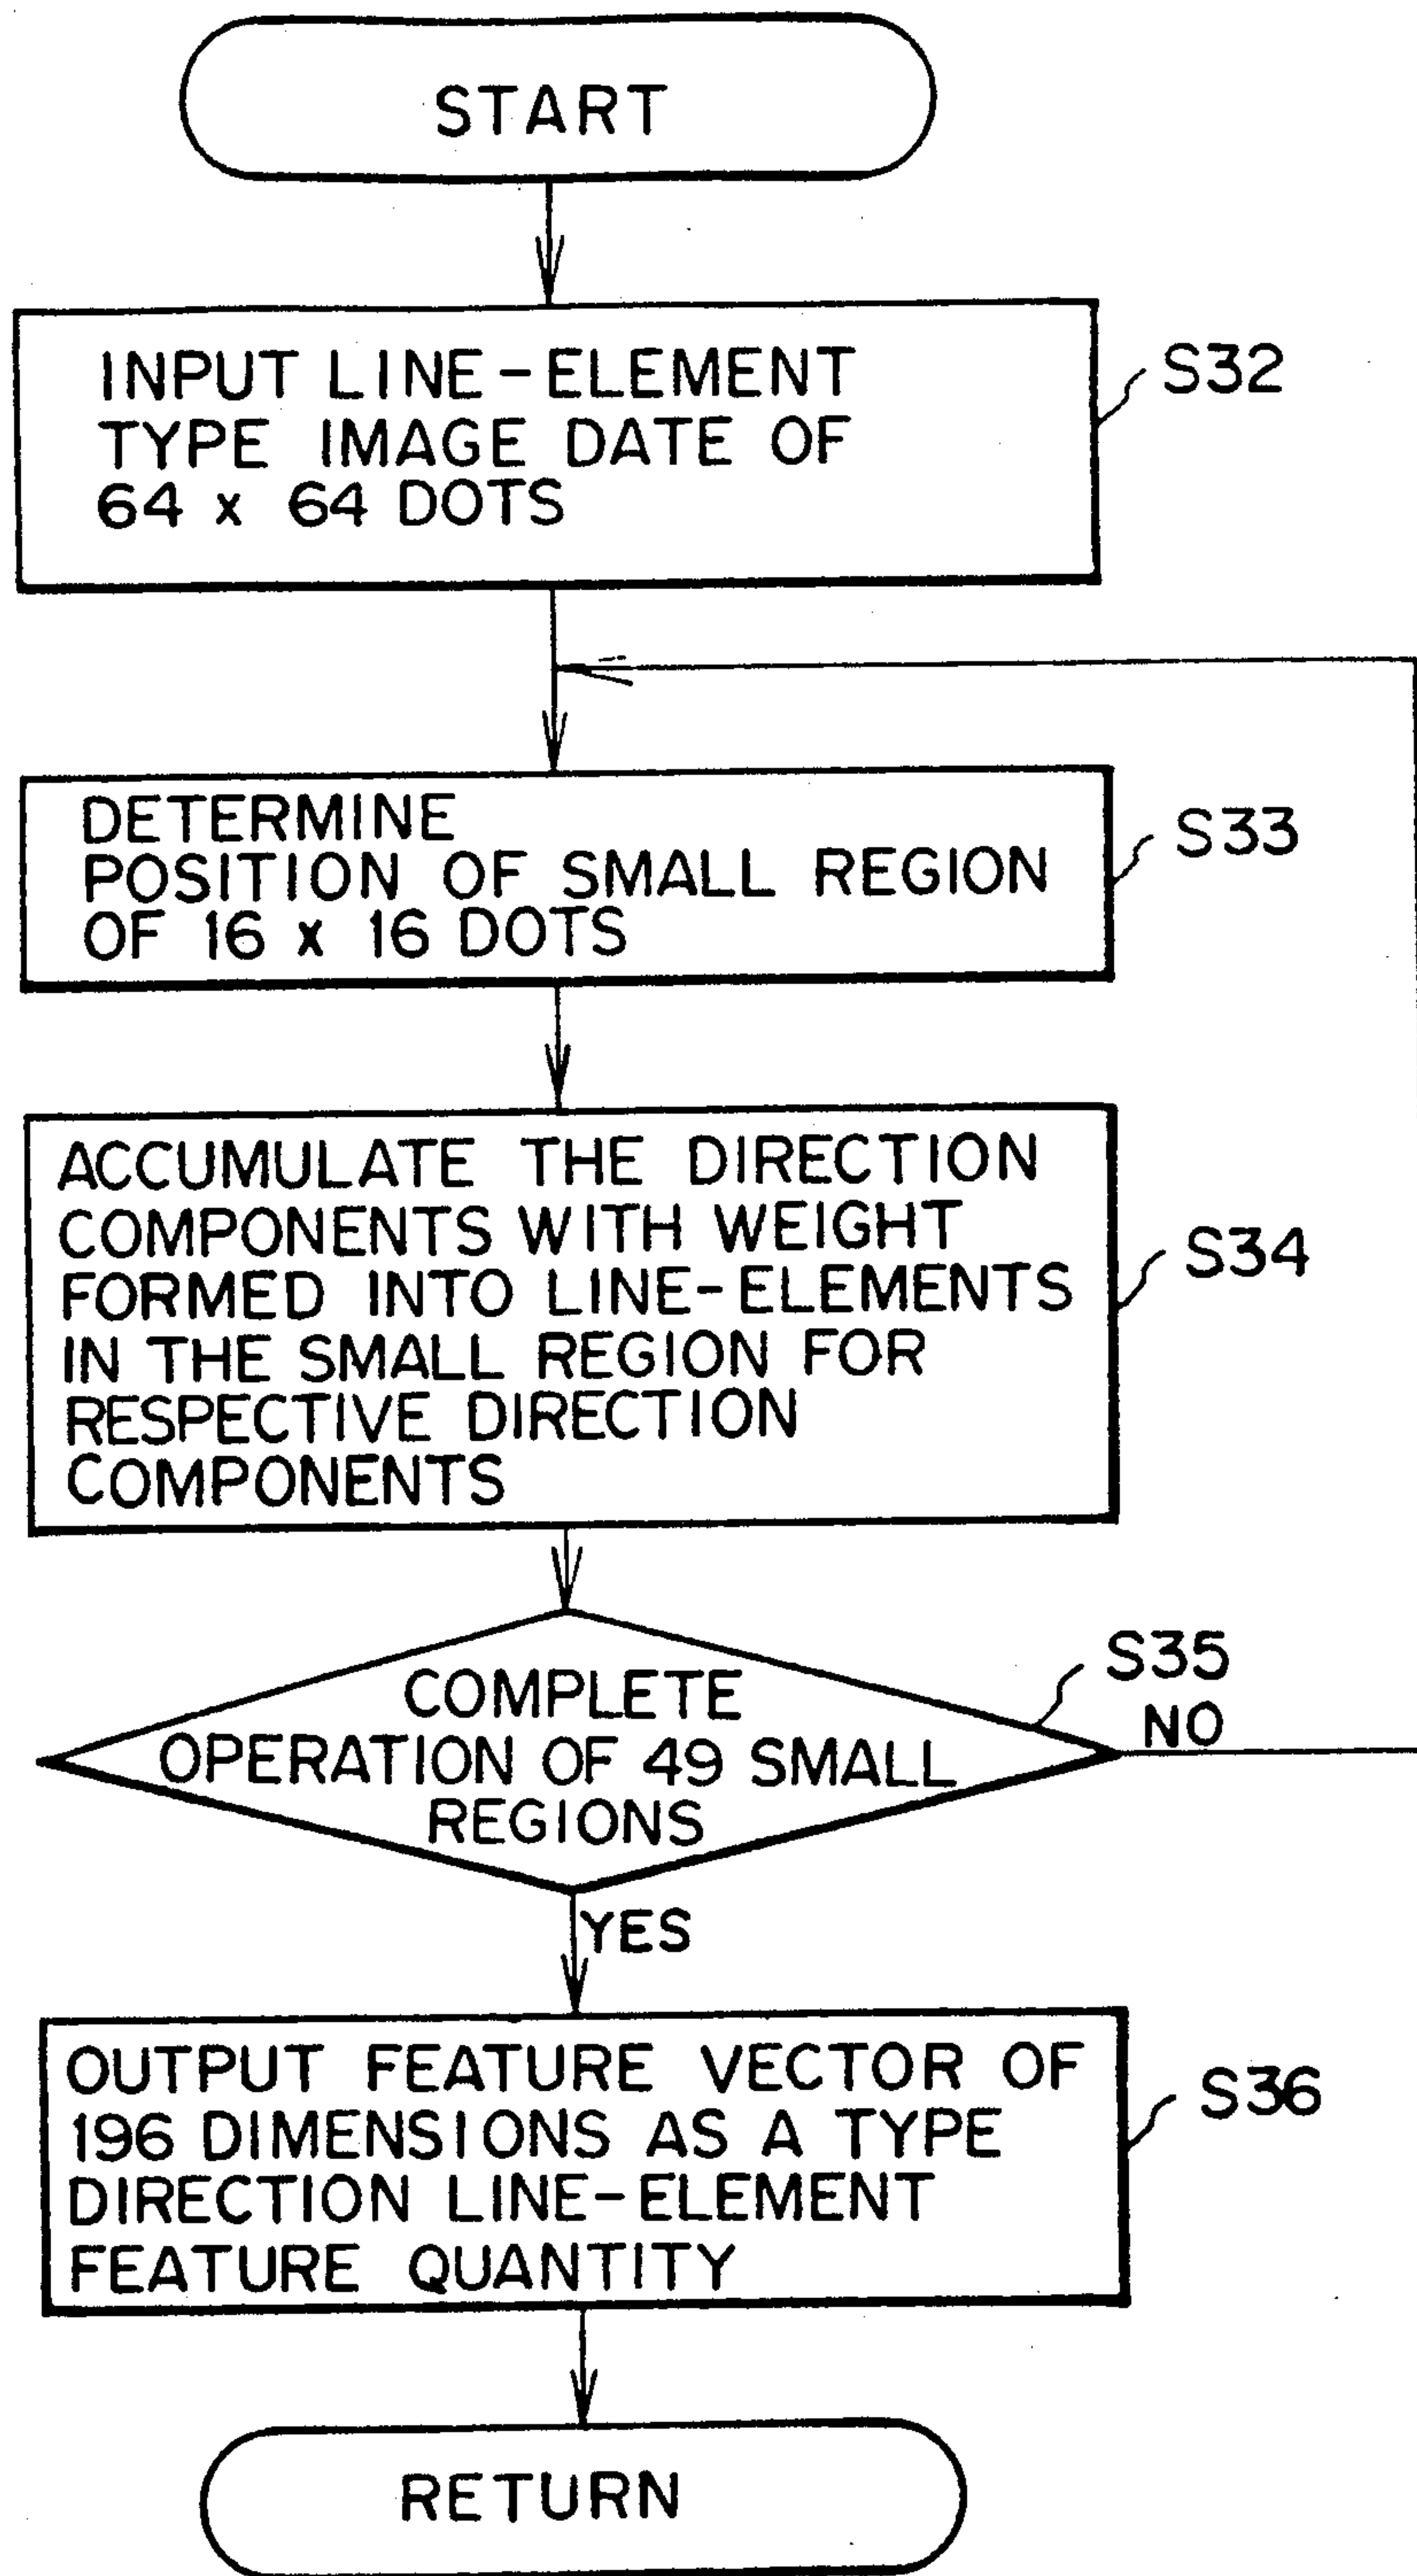 START
INPUT LINE-ELEMENT
TYPE IMAGE DATE OF
64 x 64 DOTS
S32
DETERMINE
POSITION OF SMALL REGION
OF 16 x 16 DOTS
S33
ACCUMULATE THE DIRECTION
COMPONENTS WITH WEIGHT
FORMED INTO LINE-ELEMENTS
IN THE SMALL REGION FOR
RESPECTIVE DIRECTION
COMPONENTS
S34
COMPLETE
OPERATION OF 49 SMALL
REGIONS
S35
NO
YES
OUTPUT FEATURE VECTOR OF
196 DIMENSIONS AS A TYPE
DIRECTION LINE-ELEMENT
FEATURE QUANTITY
S36
RETURN